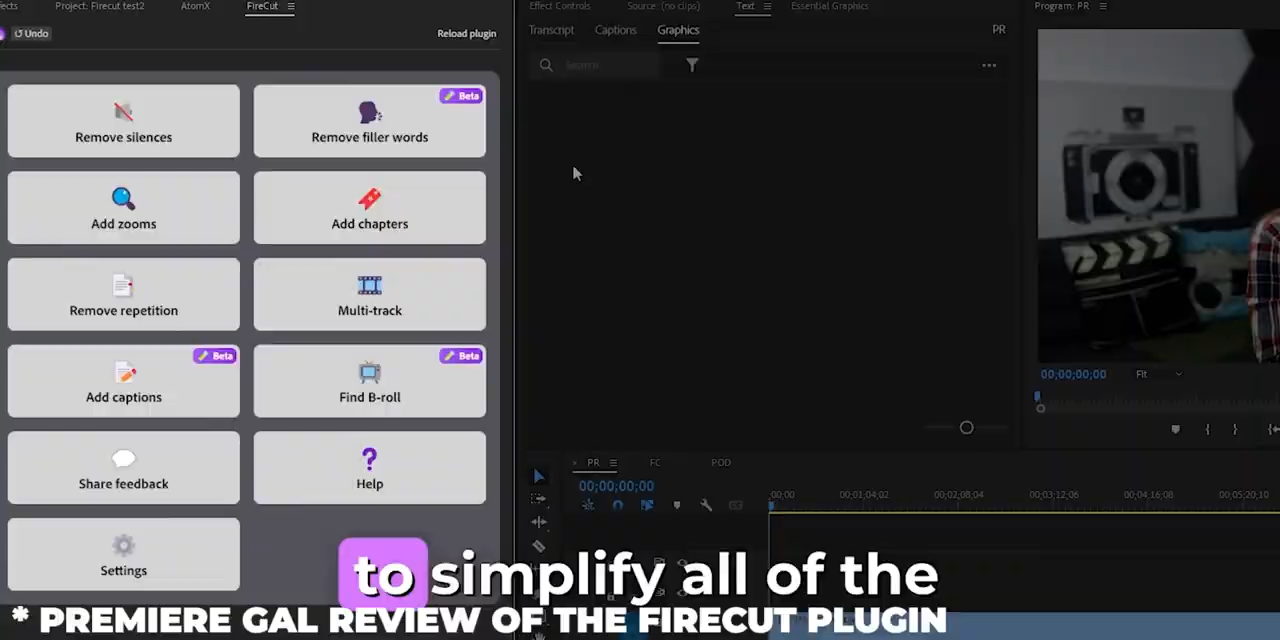 ects Project: Firecut test2 AtomX FireCut
Undo Reload plugin
Remove silences
Beta
Remove filler words
Add zooms
Add chapters
Remove repetition
Multi-track
Beta
Add captions
Beta
Find B-roll
Share feedback
Help
Settings
Effect Controls Source: (no clips) Text Essential Graphics
Transcript Captions Graphics PR
Search
Program: PR
00;00;00;00 Fit
PR FC POD
00;00;00;00
;00;00 00;01;04;02 00;02;08;04 00;03;12;06 00;04;16;08 00;05;20;10
to simplify all of the
* PREMIERE GAL REVIEW OF THE FIRECUT PLUGIN